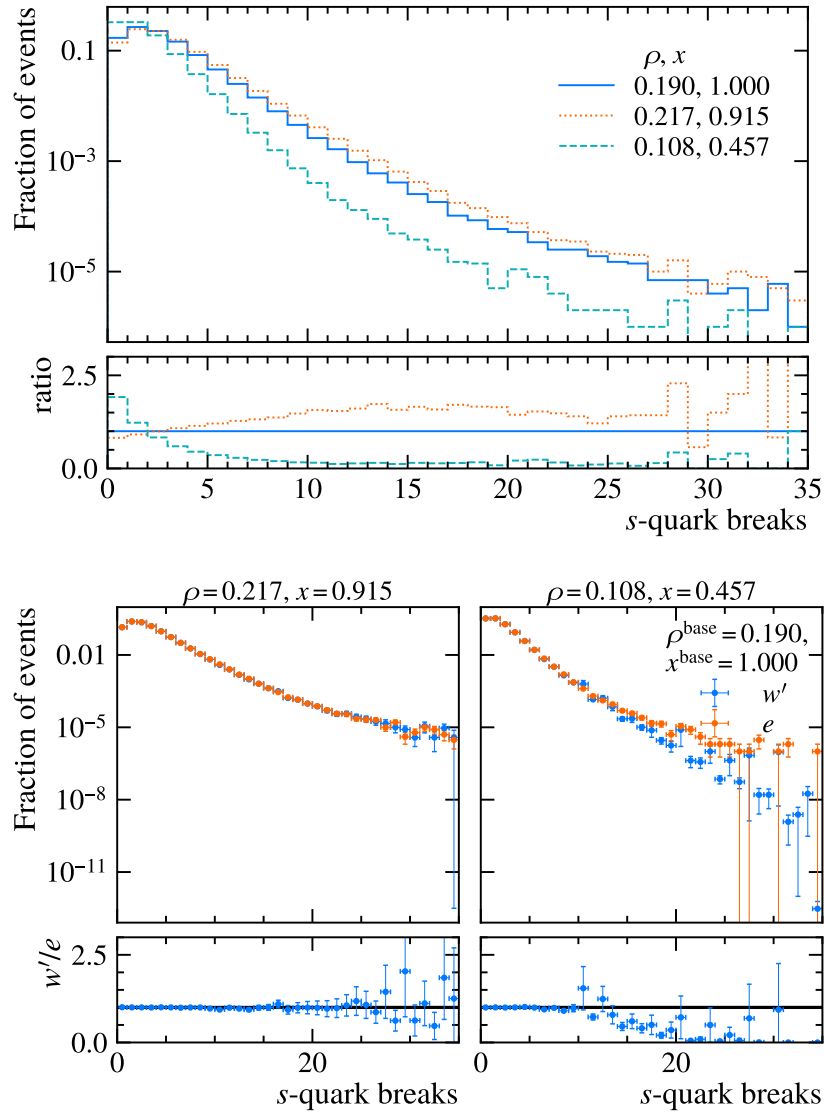 Fraction of events
0.1
10⁻³
10⁻⁵
ρ, x
0.190, 1.000
0.217, 0.915
0.108, 0.457
ratio
2.5
0.0
0 5 10 15 20 25 30 35
s-quark breaks
ρ = 0.217, x = 0.915
ρ = 0.108, x = 0.457
Fraction of events
0.01
10⁻⁵
10⁻⁸
10⁻¹¹
ρᵇᵃˢᵉ = 0.190,
xᵇᵃˢᵉ = 1.000
w′
e
w′/e
2.5
0.0
0 20
0 20
s-quark breaks
s-quark breaks